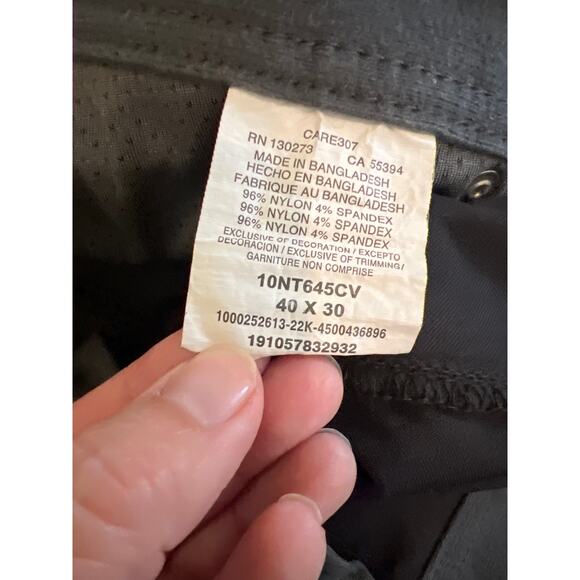 CARE307
RN 130273 CA 55394
MADE IN BANGLADESH
HECHO EN BANGLADESH
FABRIQUE AU BANGLADESH
96% NYLON 4% SPANDEX
96% NYLON 4% SPANDEX
96% NYLON 4% SPANDEX
EXCLUSIVE OF DECORATION / EXCEPTO
DECORACION / EXCLUSIVE OF TRIMMING/
GARNITURE NON COMPRISE
10NT645CV
40 X 30
1000252613-22K-4500436896
191057832932